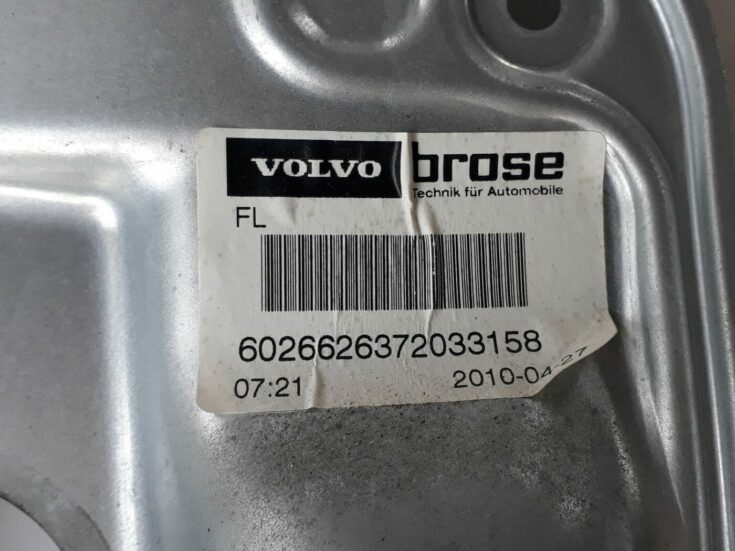 VOLVO brose
Technik für Automobile
FL
6026626372033158
07:21 2010-04-27